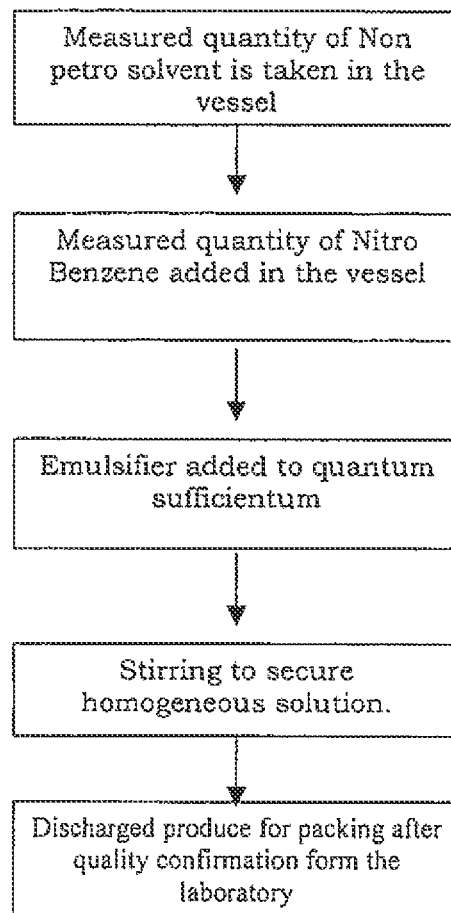 Measured quantity of Non
petro solvent is taken in the
vessel
Measured quantity of Nitro
Benzene added in the vessel
Emulsifier added to quantum
sufficientum
Stirring to secure
homogeneous solution.
Discharged produce for packing after
quality confirmation form the
laboratory